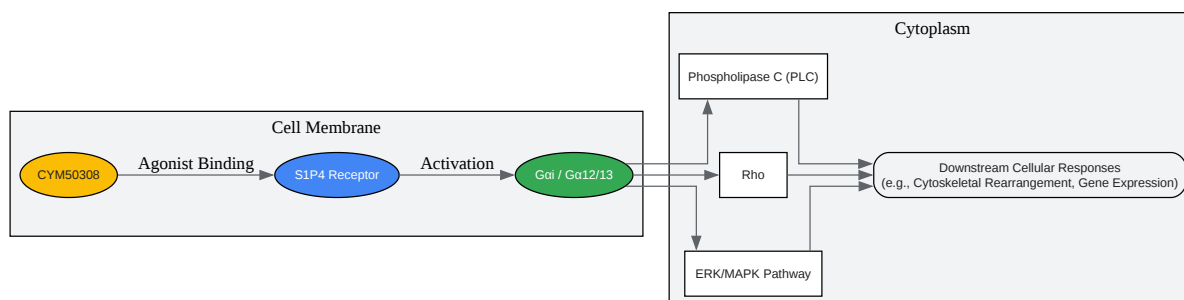 Cytoplasm
Phospholipase C (PLC)
Cell Membrane
CYM50308
Agonist Binding
S1P4 Receptor
Activation
Gαi / Gα12/13
Rho
Downstream Cellular Responses
(e.g., Cytoskeletal Rearrangement, Gene Expression)
ERK/MAPK Pathway